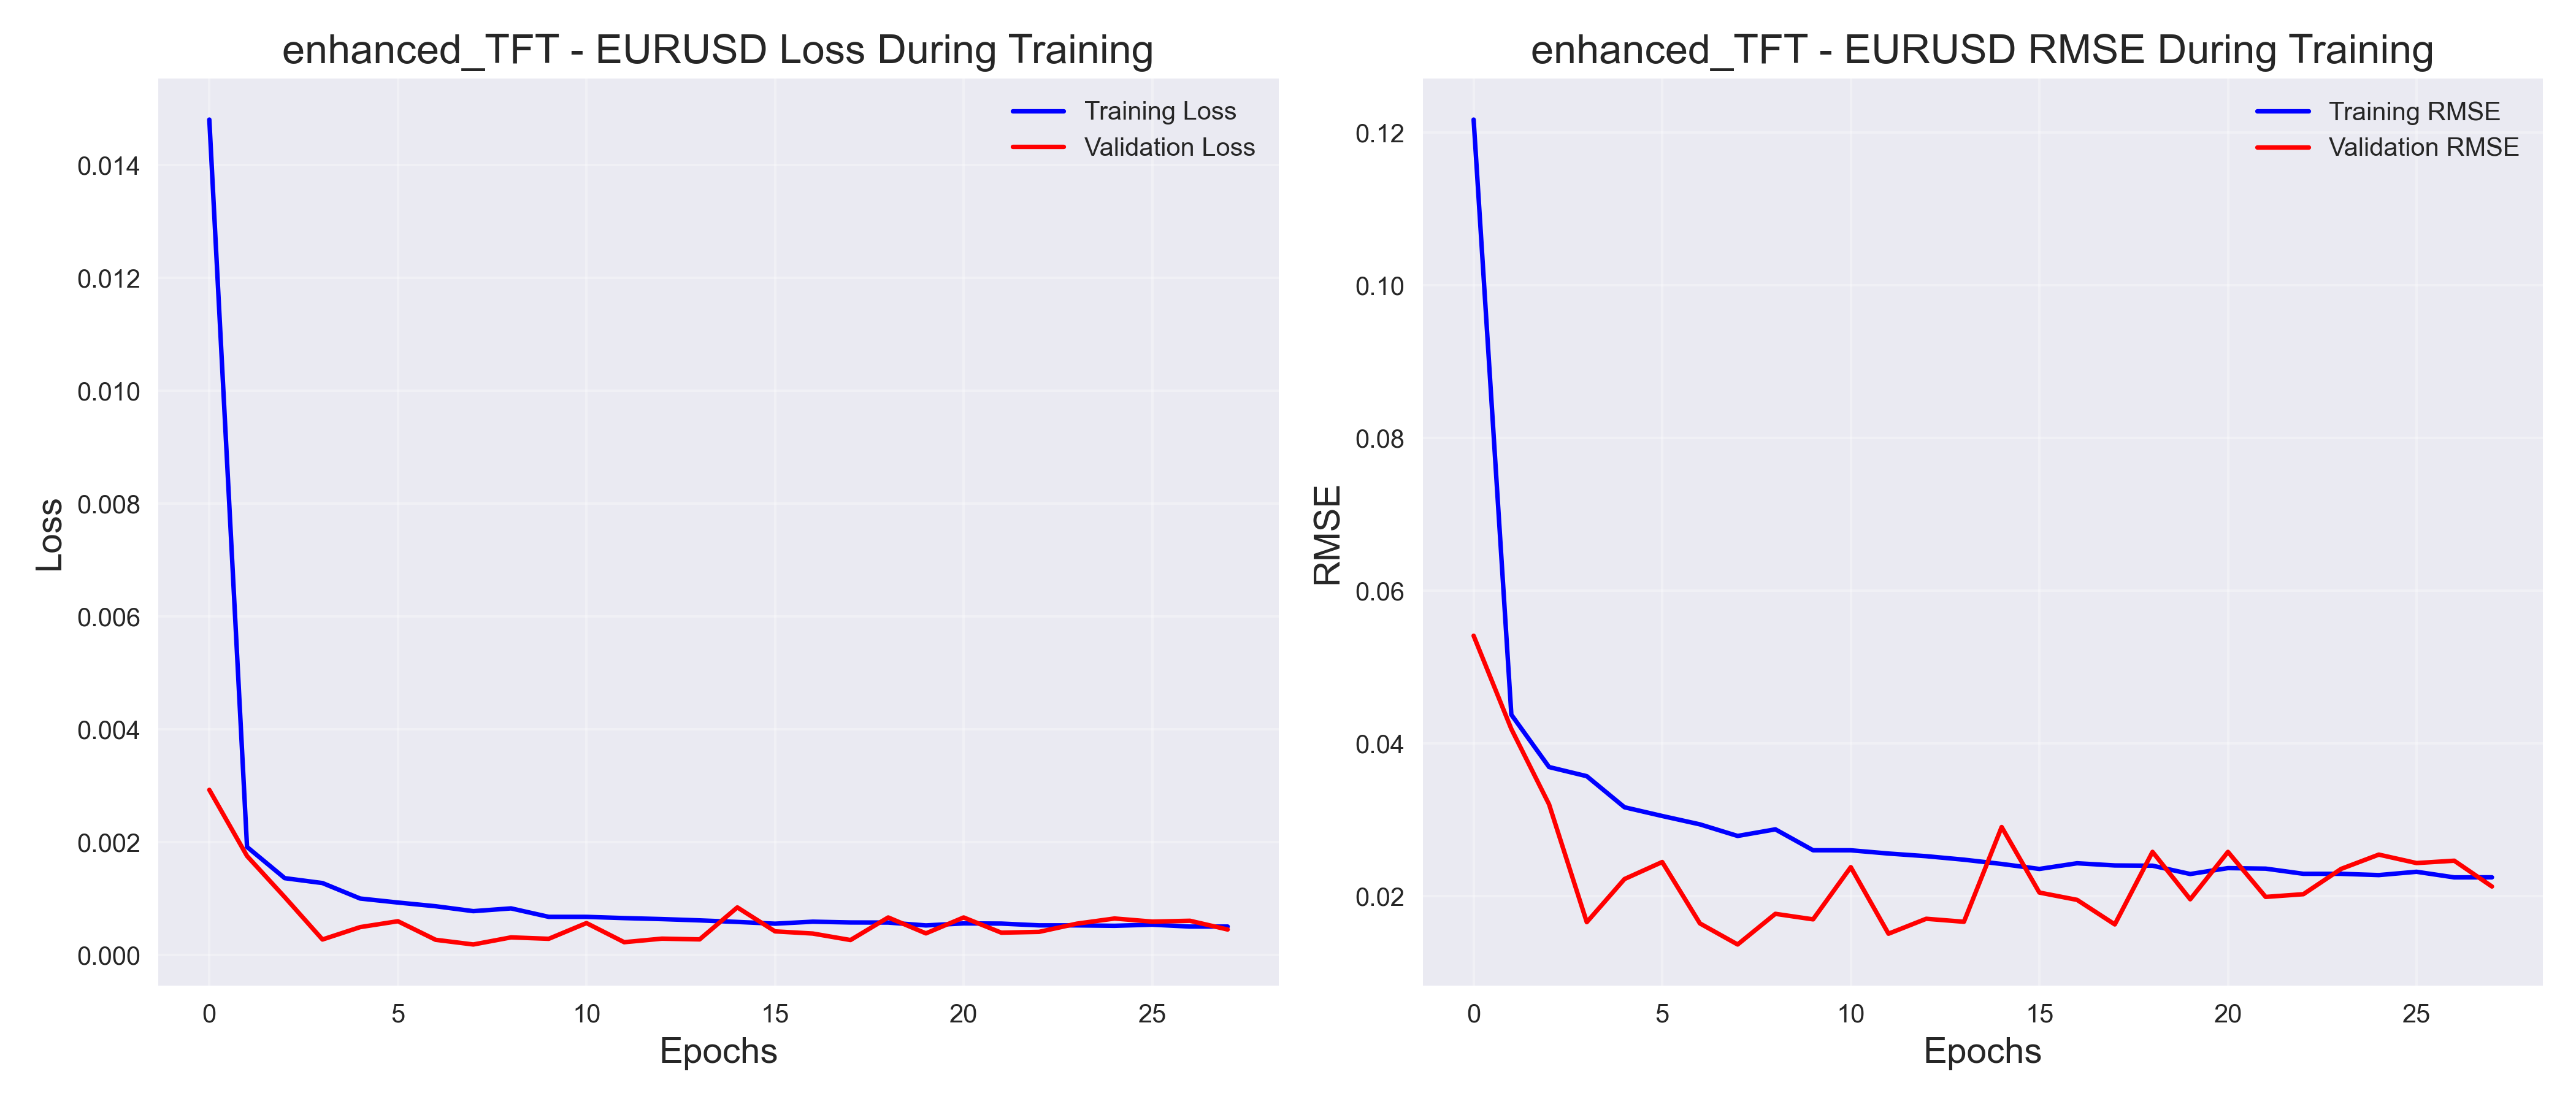 enhanced_TFT - EURUSD Loss During Training
Training Loss
Validation Loss
0.014
0.012
0.010
0.008
0.006
0.004
0.002
0.000
Loss
0
5
10
15
20
25
Epochs
enhanced_TFT - EURUSD RMSE During Training
Training RMSE
Validation RMSE
0.12
0.10
0.08
0.06
0.04
0.02
RMSE
0
5
10
15
20
25
Epochs